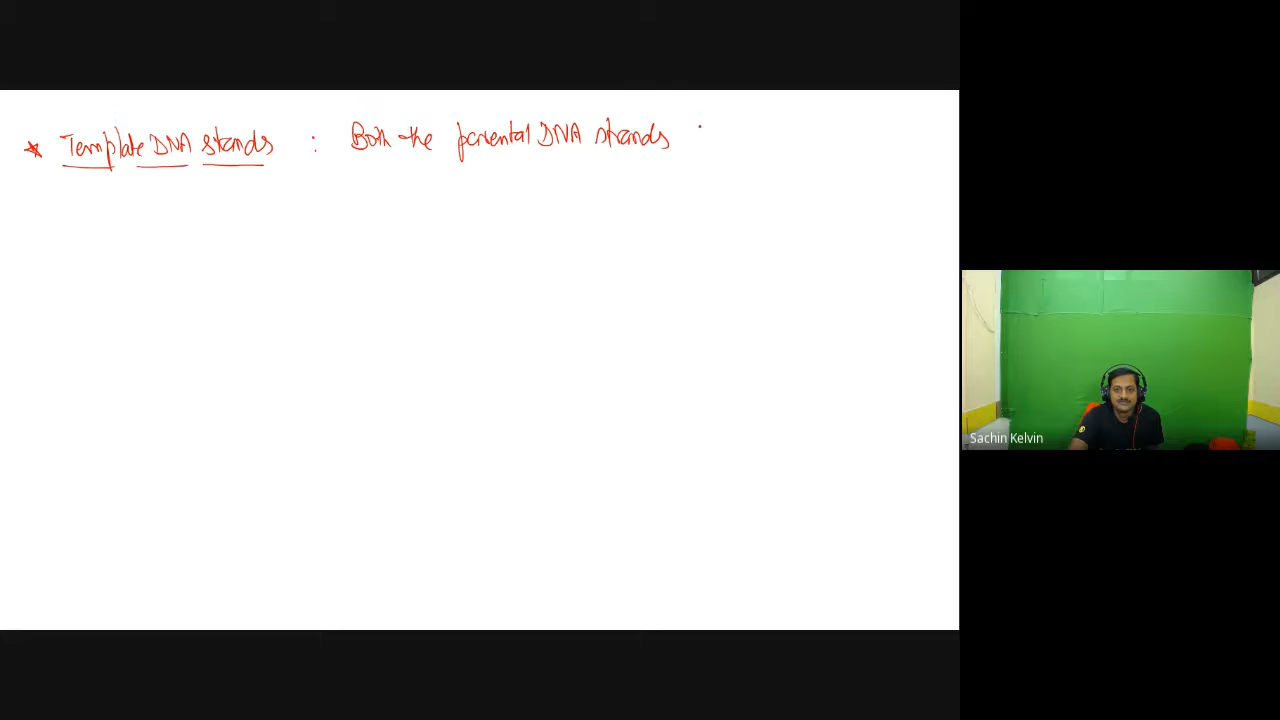 * Template DNA strands : Both the parental DNA strands
Sachin Kelvin